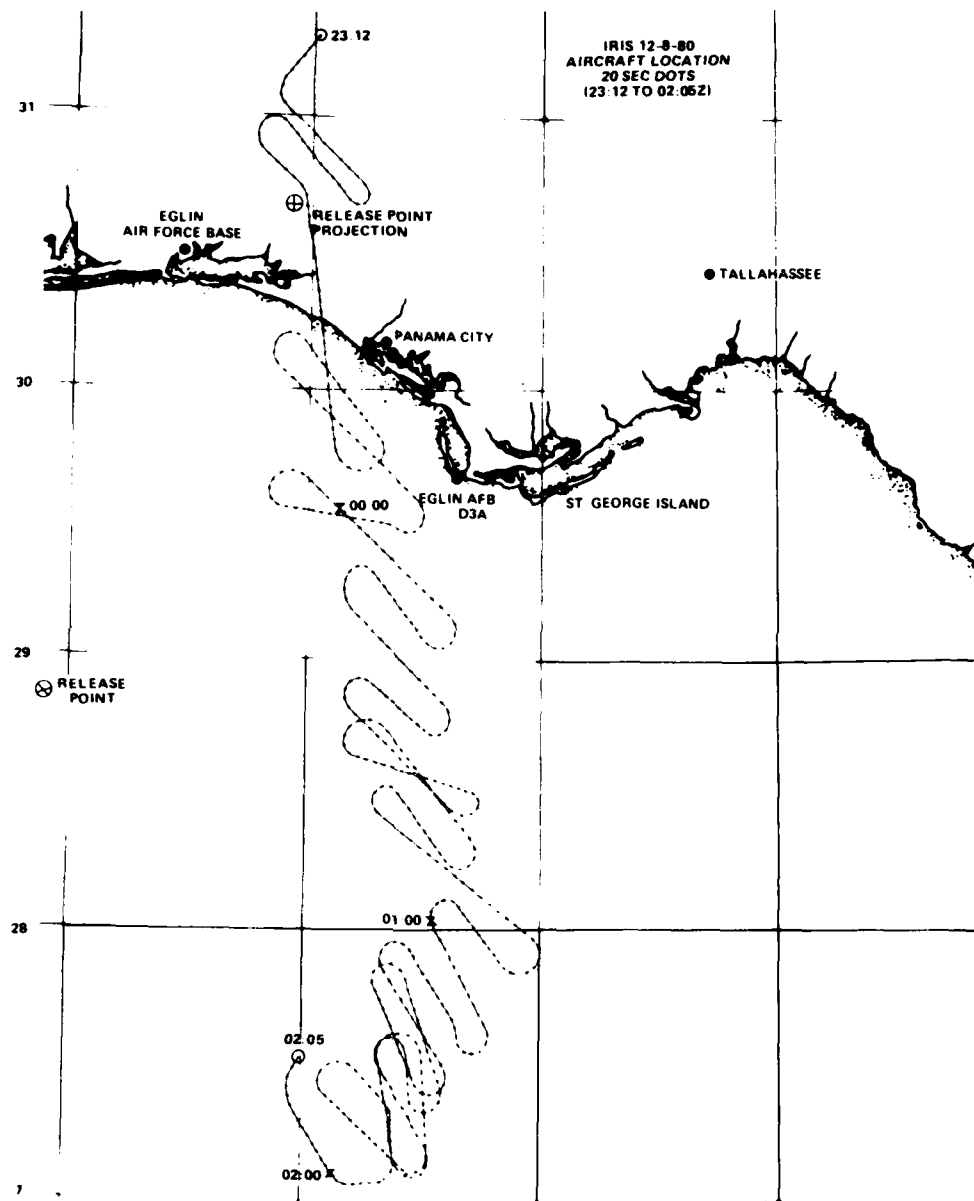 23:12
IRIS 12-8-80
AIRCRAFT LOCATION
20 SEC DOTS
(23:12 TO 02:05Z)
31
EGLIN
AIR FORCE BASE
RELEASE POINT
PROJECTION
TALLAHASSEE
PANAMA CITY
30
00 00
EGLIN AFB
D3A
ST GEORGE ISLAND
29
RELEASE
POINT
28
01 00
02:05
02:00
7